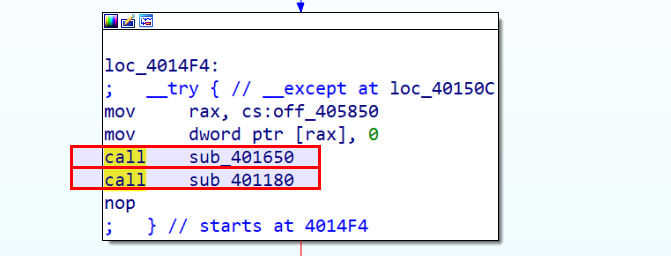 loc_4014F4:
;   __try { // __except at loc_40150C
mov     rax, cs:off_405850
mov     dword ptr [rax], 0
call    sub_401650
call    sub_401180
nop
;   } // starts at 4014F4